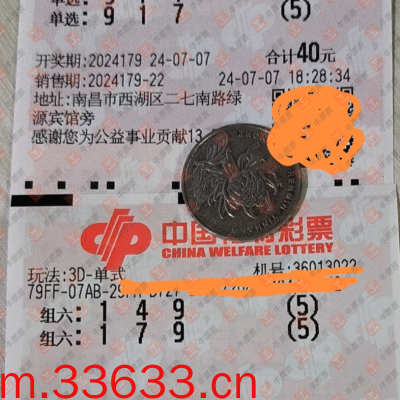 单选: 9 1 7 (5)
开奖期:2024179 24-07-07 合计40元
销售期:2024179-22 24-07-07 18:28:34
地址:南昌市西湖区二七南路绿
源宾馆旁
感谢您为公益事业贡献13
中国福利彩票
CHINA WELFARE LOTTERY
玩法:3D-单式 机号:36013022
79FF-07AB-
组六: 1 4 9 (5)
组六: 1 7 9 (5)
m.33633.cn